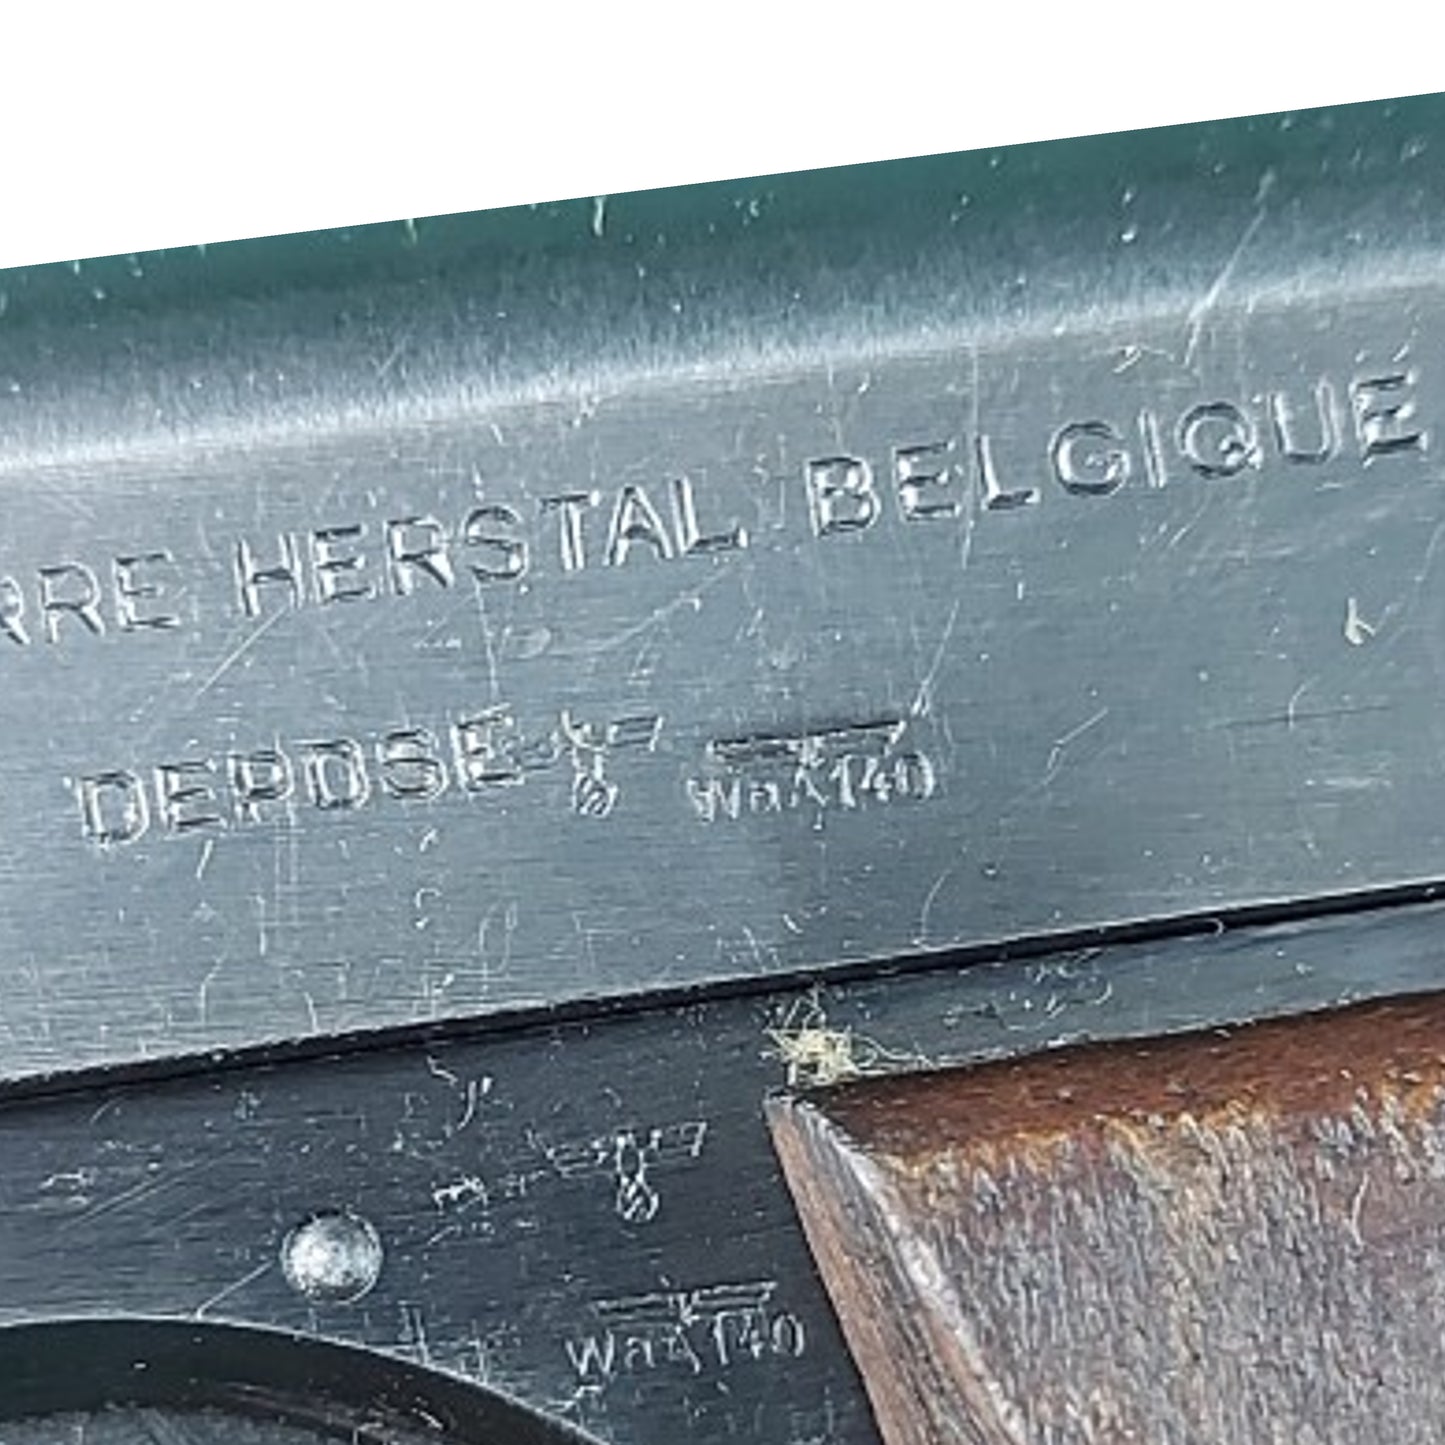 RRE HERSTAL BELGIQUE
DEPOSE WaA140
WaA140